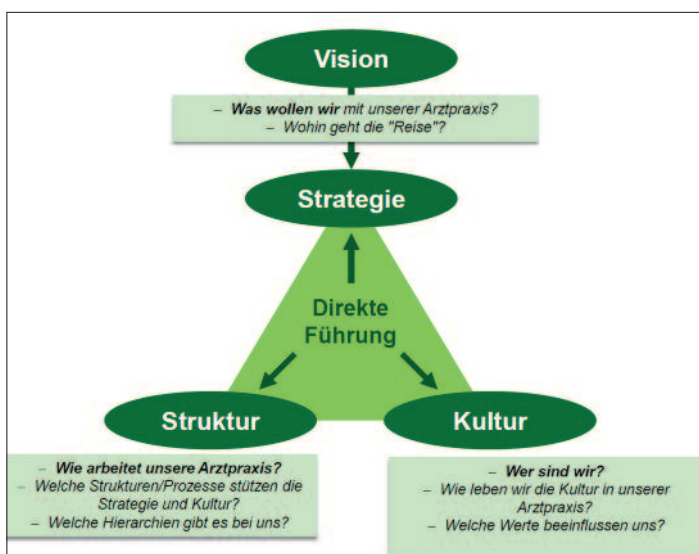 Vision
– Was wollen wir mit unserer Arztpraxis?
– Wohin geht die "Reise"?
Strategie
Direkte
Führung
Struktur
Kultur
– Wie arbeitet unsere Arztpraxis?
– Welche Strukturen/Prozesse stützen die
Strategie und Kultur?
– Welche Hierarchien gibt es bei uns?
– Wer sind wir?
– Wie leben wir die Kultur in unserer
Arztpraxis?
– Welche Werte beeinflussen uns?